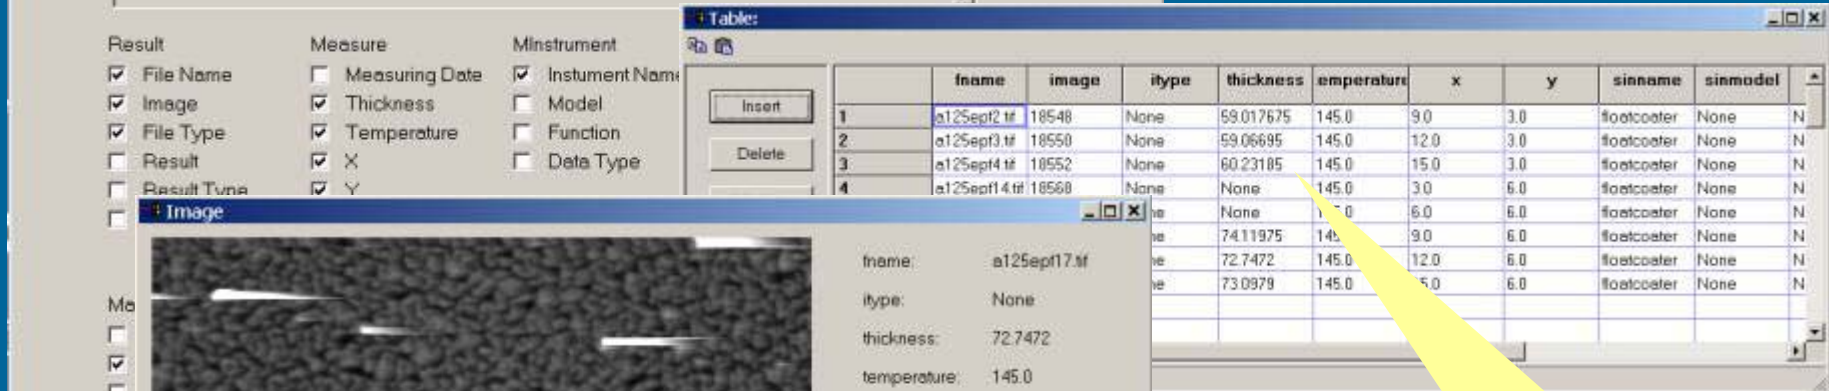 Table:
Result Measure MInstrument
File Name Measuring Date Instument Name
Image Thickness Model
File Type Temperature Function
Result X Data Type
Result Type Y
Insert
Delete
fname image itype thickness emperature x y sinname sinmodel
1 a125epf2.tif 18548 None 59.017675 145.0 9.0 3.0 floatcoater None N
2 a125epf3.tif 18550 None 59.06695 145.0 12.0 3.0 floatcoater None N
3 a125epf4.tif 18552 None 60.23185 145.0 15.0 3.0 floatcoater None N
4 a125epf14.tif 18568 None None 145.0 3.0 6.0 floatcoater None N
None 6.0 6.0 floatcoater None N
74.11975 9.0 6.0 floatcoater None N
72.7472 145.0 12.0 6.0 floatcoater None N
73.0979 145.0 6.0 floatcoater None N
Image
fname: a125epf17.tif
itype: None
thickness: 72.7472
temperature: 145.0